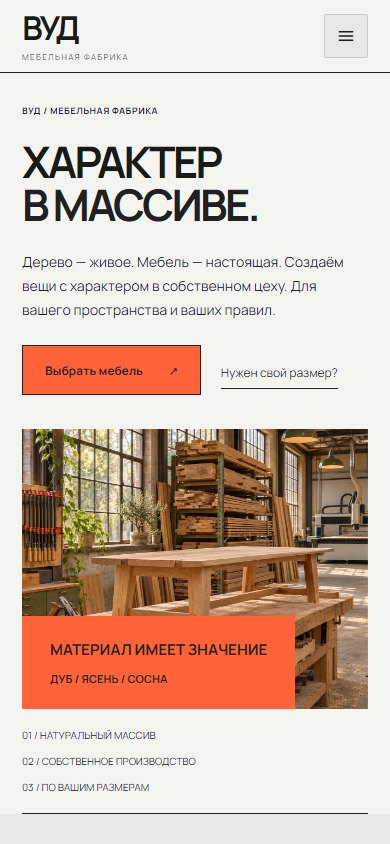 ВУД
МЕБЕЛЬНАЯ ФАБРИКА
ВУД / МЕБЕЛЬНАЯ ФАБРИКА
ХАРАКТЕР
В МАССИВЕ.
Дерево — живое. Мебель — настоящая. Создаём
вещи с характером в собственном цеху. Для
вашего пространства и ваших правил.
Выбрать мебель ↗
Нужен свой размер?
МАТЕРИАЛ ИМЕЕТ ЗНАЧЕНИЕ
ДУБ / ЯСЕНЬ / СОСНА
01 / НАТУРАЛЬНЫЙ МАССИВ
02 / СОБСТВЕННОЕ ПРОИЗВОДСТВО
03 / ПО ВАШИМ РАЗМЕРАМ